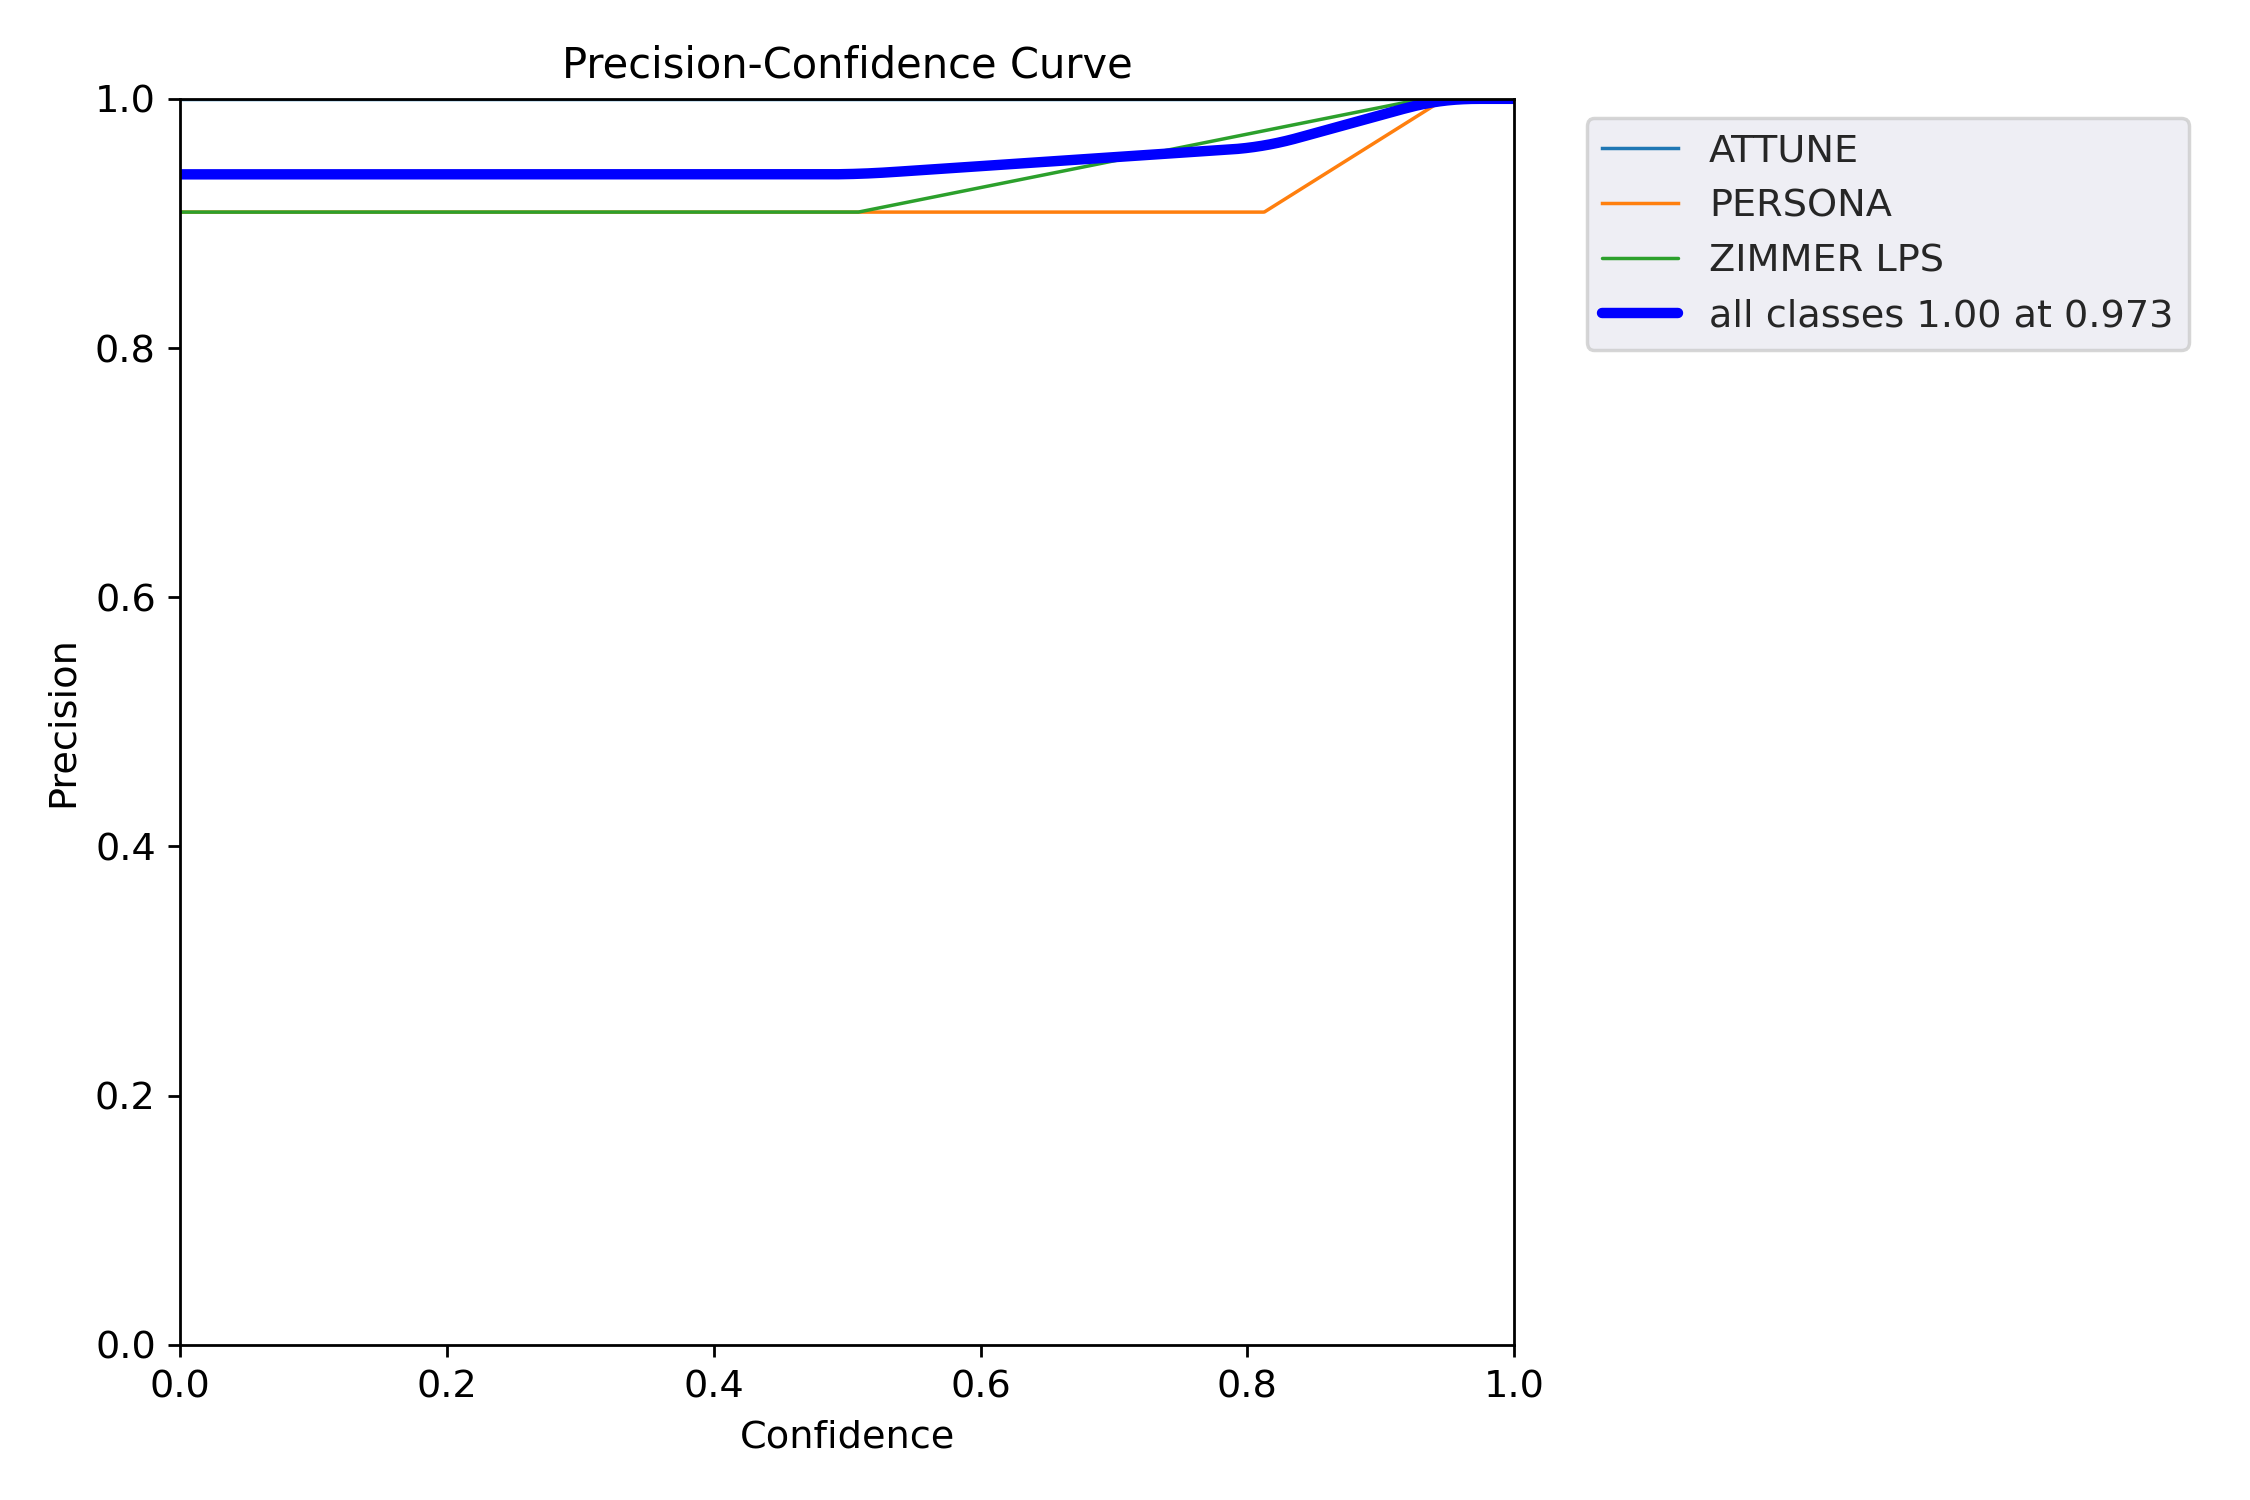 Precision-Confidence Curve
1.0
0.8
0.6
0.4
0.2
0.0
Precision
0.0 0.2 0.4 0.6 0.8 1.0
Confidence
ATTUNE
PERSONA
ZIMMER LPS
all classes 1.00 at 0.973